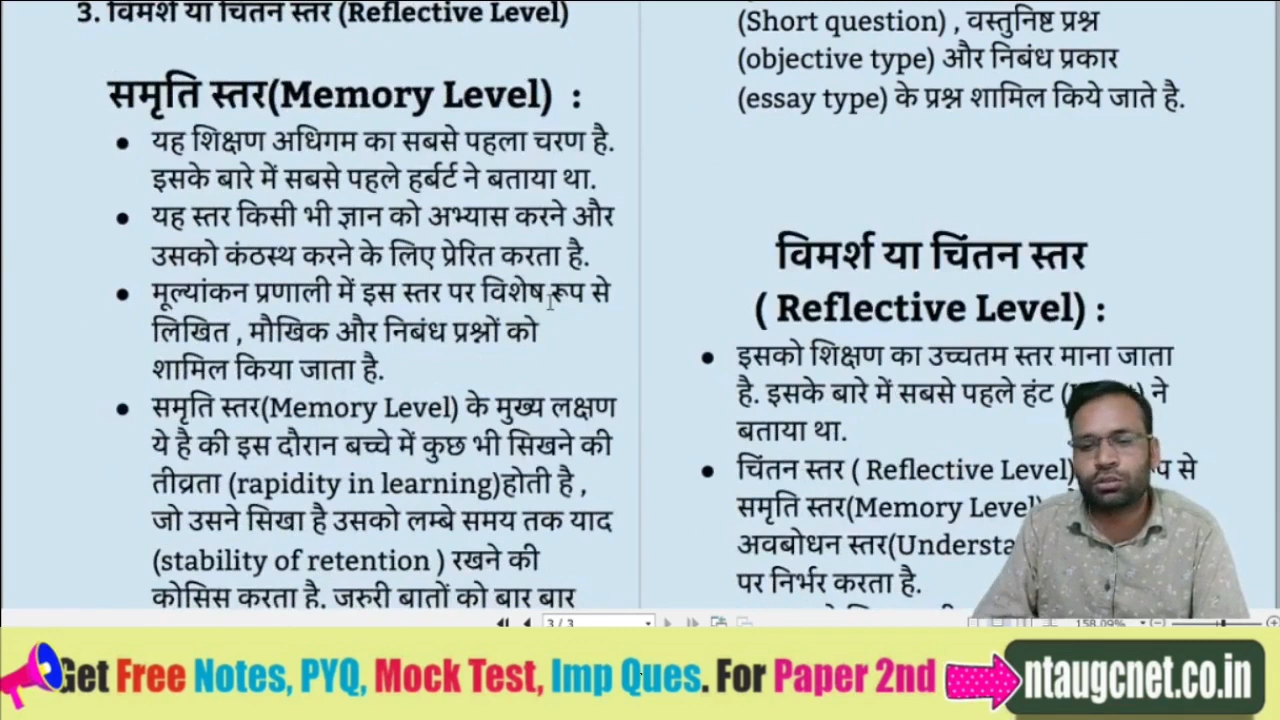 3. विमर्श या चिंतन स्तर (Reflective Level)
समृति स्तर(Memory Level) :
● यह शिक्षण अधिगम का सबसे पहला चरण है.
इसके बारे में सबसे पहले हर्बर्ट ने बताया था.
● यह स्तर किसी भी ज्ञान को अभ्यास करने और
उसको कंठस्थ करने के लिए प्रेरित करता है.
● मूल्यांकन प्रणाली में इस स्तर पर विशेष रूप से
लिखित , मौखिक और निबंध प्रश्नों को
शामिल किया जाता है.
● समृति स्तर(Memory Level) के मुख्य लक्षण
ये है की इस दौरान बच्चे में कुछ भी सिखने की
तीव्रता (rapidity in learning)होती है ,
जो उसने सिखा है उसको लम्बे समय तक याद
(stability of retention ) रखने की
कोसिस करता है. जरुरी बातों को बार बार
(Short question) , वस्तुनिष्ट प्रश्न
(objective type) और निबंध प्रकार
(essay type) के प्रश्न शामिल किये जाते है.
विमर्श या चिंतन स्तर
( Reflective Level) :
● इसको शिक्षण का उच्चतम स्तर माना जाता
है. इसके बारे में सबसे पहले हंट ने
बताया था.
● चिंतन स्तर ( Reflective Level) से
समृति स्तर(Memory Level)
अवबोधन स्तर(Understa
पर निर्भर करता है.
3 / 3
158.09%
Get Free Notes, PYQ, Mock Test, Imp Ques. For Paper 2nd
ntaugcnet.co.in